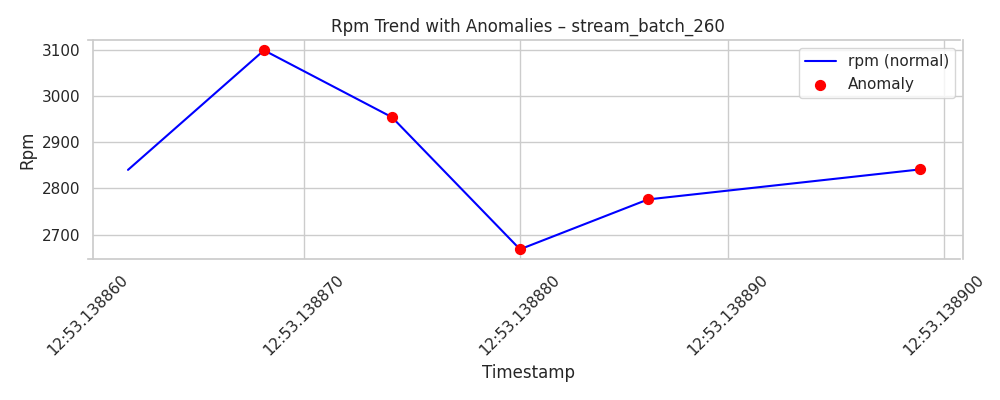 Rpm Trend with Anomalies – stream_batch_260
3100
3000
2900
2800
2700
Rpm
rpm (normal)
Anomaly
12:53.138860
12:53.138870
12:53.138880
12:53.138890
12:53.138900
Timestamp